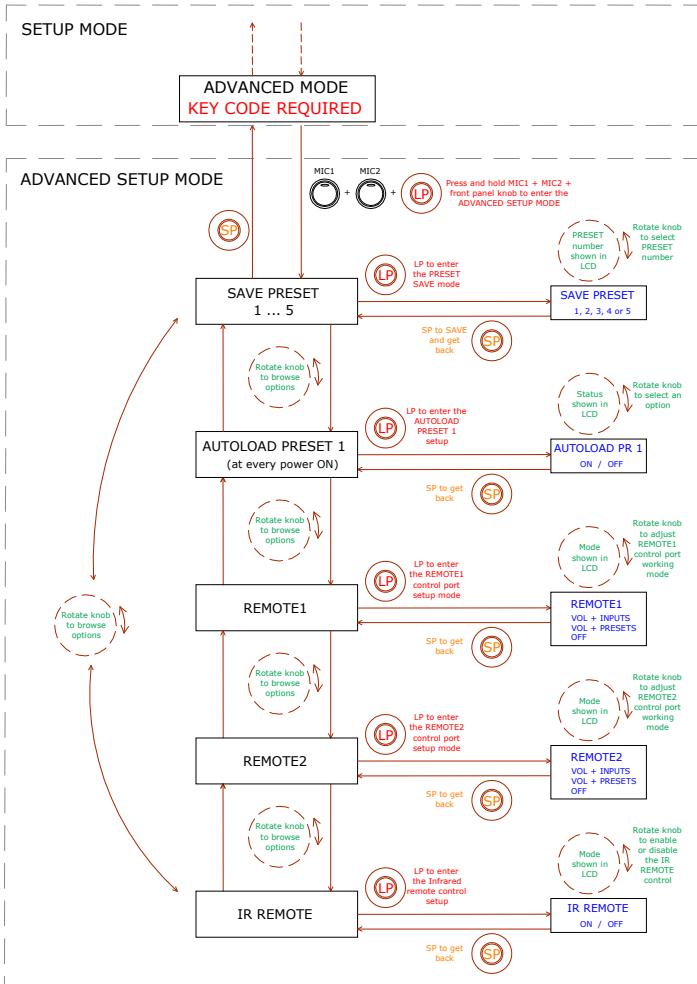 SETUP MODE
ADVANCED MODE
KEY CODE REQUIRED
ADVANCED SETUP MODE
MIC1
MIC2
+
+
LP
Press and hold MIC1 + MIC2 +
front panel knob to enter the
ADVANCED SETUP MODE
SP
SAVE PRESET
1 ... 5
LP
LP to enter
the PRESET
SAVE mode
PRESET
number
shown in
LCD
Rotate knob
to select
PRESET
number
SAVE PRESET
1, 2, 3, 4 or 5
SP to SAVE
and get
back
SP
Rotate knob
to browse
options
AUTOLOAD PRESET 1
(at every power ON)
LP
LP to enter the
AUTOLOAD
PRESET 1
setup
Status
shown in
LCD
Rotate knob
to select an
option
AUTOLOAD PR 1
ON / OFF
SP to get
back
SP
Rotate knob
to browse
options
REMOTE1
LP
LP to enter
the REMOTE1
control port
setup mode
Mode
shown in
LCD
Rotate knob
to adjust
REMOTE1
control port
working
mode
REMOTE1
VOL + INPUTS
VOL + PRESETS
OFF
SP to get
back
SP
Rotate knob
to browse
options
Rotate knob
to browse
options
REMOTE2
LP
LP to enter
the REMOTE2
control port
setup mode
Mode
shown in
LCD
Rotate knob
to adjust
REMOTE2
control port
working
mode
REMOTE2
VOL + INPUTS
VOL + PRESETS
OFF
SP to get
back
SP
Rotate knob
to browse
options
IR REMOTE
LP
LP to enter
the Infrared
remote control
setup
Mode
shown in
LCD
Rotate knob
to enable
or disable
the IR
REMOTE
control
IR REMOTE
ON / OFF
SP to get
back
SP